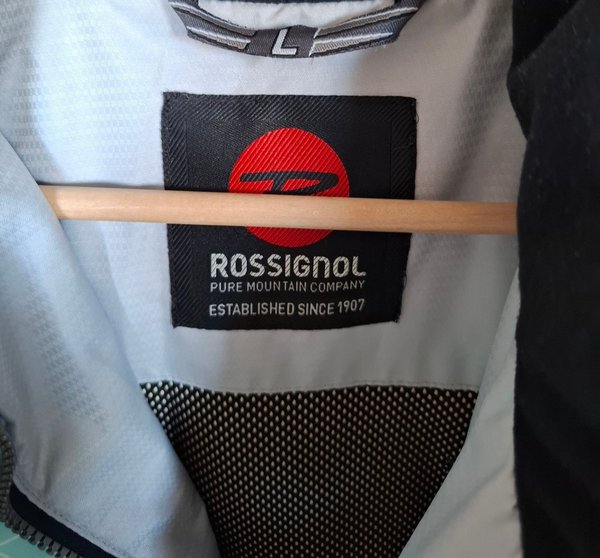 L
ROSSIGNOL
PURE MOUNTAIN COMPANY
ESTABLISHED SINCE 1907